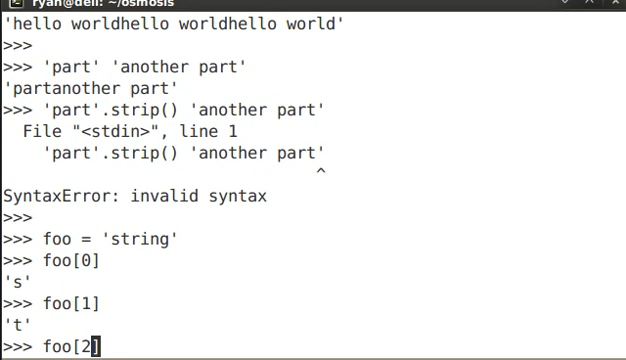 ryan@dell: ~/osmosis
'hello worldhello worldhello world'
>>>
>>> 'part' 'another part'
'partanother part'
>>> 'part'.strip() 'another part'
  File "<stdin>", line 1
    'part'.strip() 'another part'
                                ^
SyntaxError: invalid syntax
>>>
>>> foo = 'string'
>>> foo[0]
's'
>>> foo[1]
't'
>>> foo[2]